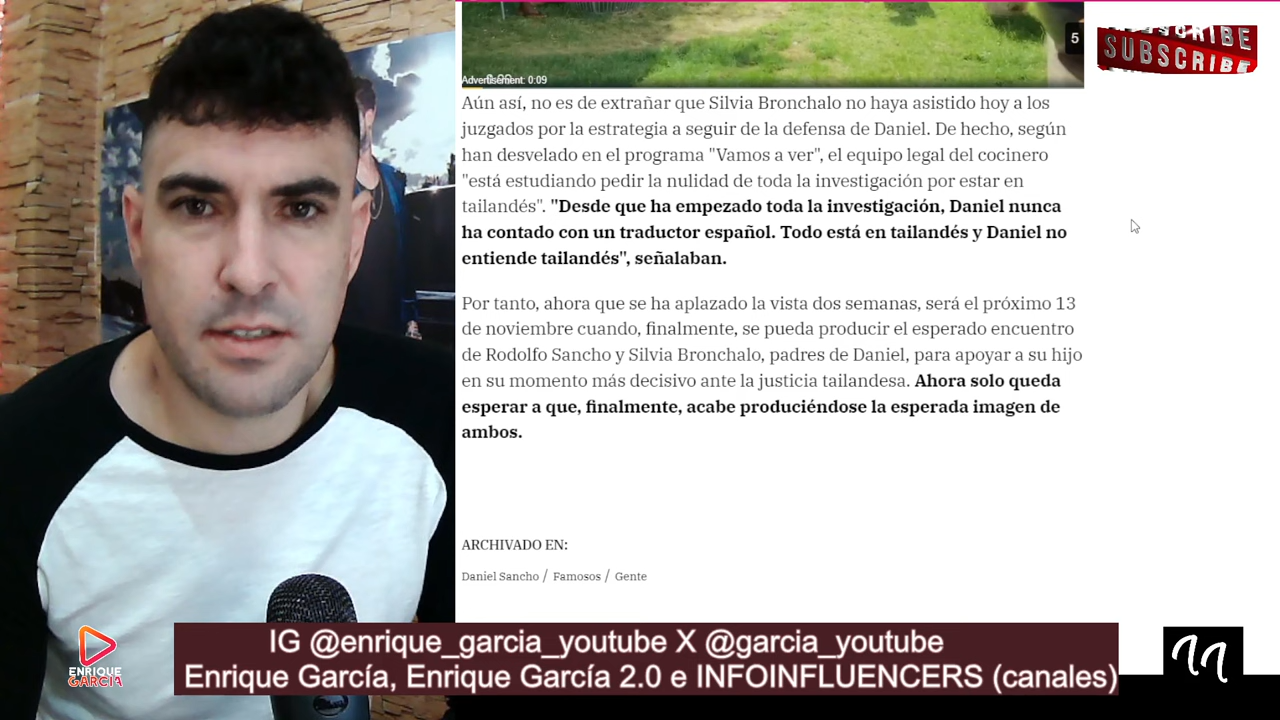 5
SUBSCRIBE
SUBSCRIBE
Advertisement: 0:09
Aún así, no es de extrañar que Silvia Bronchalo no haya asistido hoy a los
juzgados por la estrategia a seguir de la defensa de Daniel. De hecho, según
han desvelado en el programa "Vamos a ver", el equipo legal del cocinero
"está estudiando pedir la nulidad de toda la investigación por estar en
tailandés". "Desde que ha empezado toda la investigación, Daniel nunca
ha contado con un traductor español. Todo está en tailandés y Daniel no
entiende tailandés", señalaban.
Por tanto, ahora que se ha aplazado la vista dos semanas, será el próximo 13
de noviembre cuando, finalmente, se pueda producir el esperado encuentro
de Rodolfo Sancho y Silvia Bronchalo, padres de Daniel, para apoyar a su hijo
en su momento más decisivo ante la justicia tailandesa. Ahora solo queda
esperar a que, finalmente, acabe produciéndose la esperada imagen de
ambos.
ARCHIVADO EN:
Daniel Sancho / Famosos / Gente
IG @enrique_garcia_youtube X @garcia_youtube
Enrique García, Enrique García 2.0 e INFOINFLUENCERS (canales)
ENRIQUE
GARCÍA